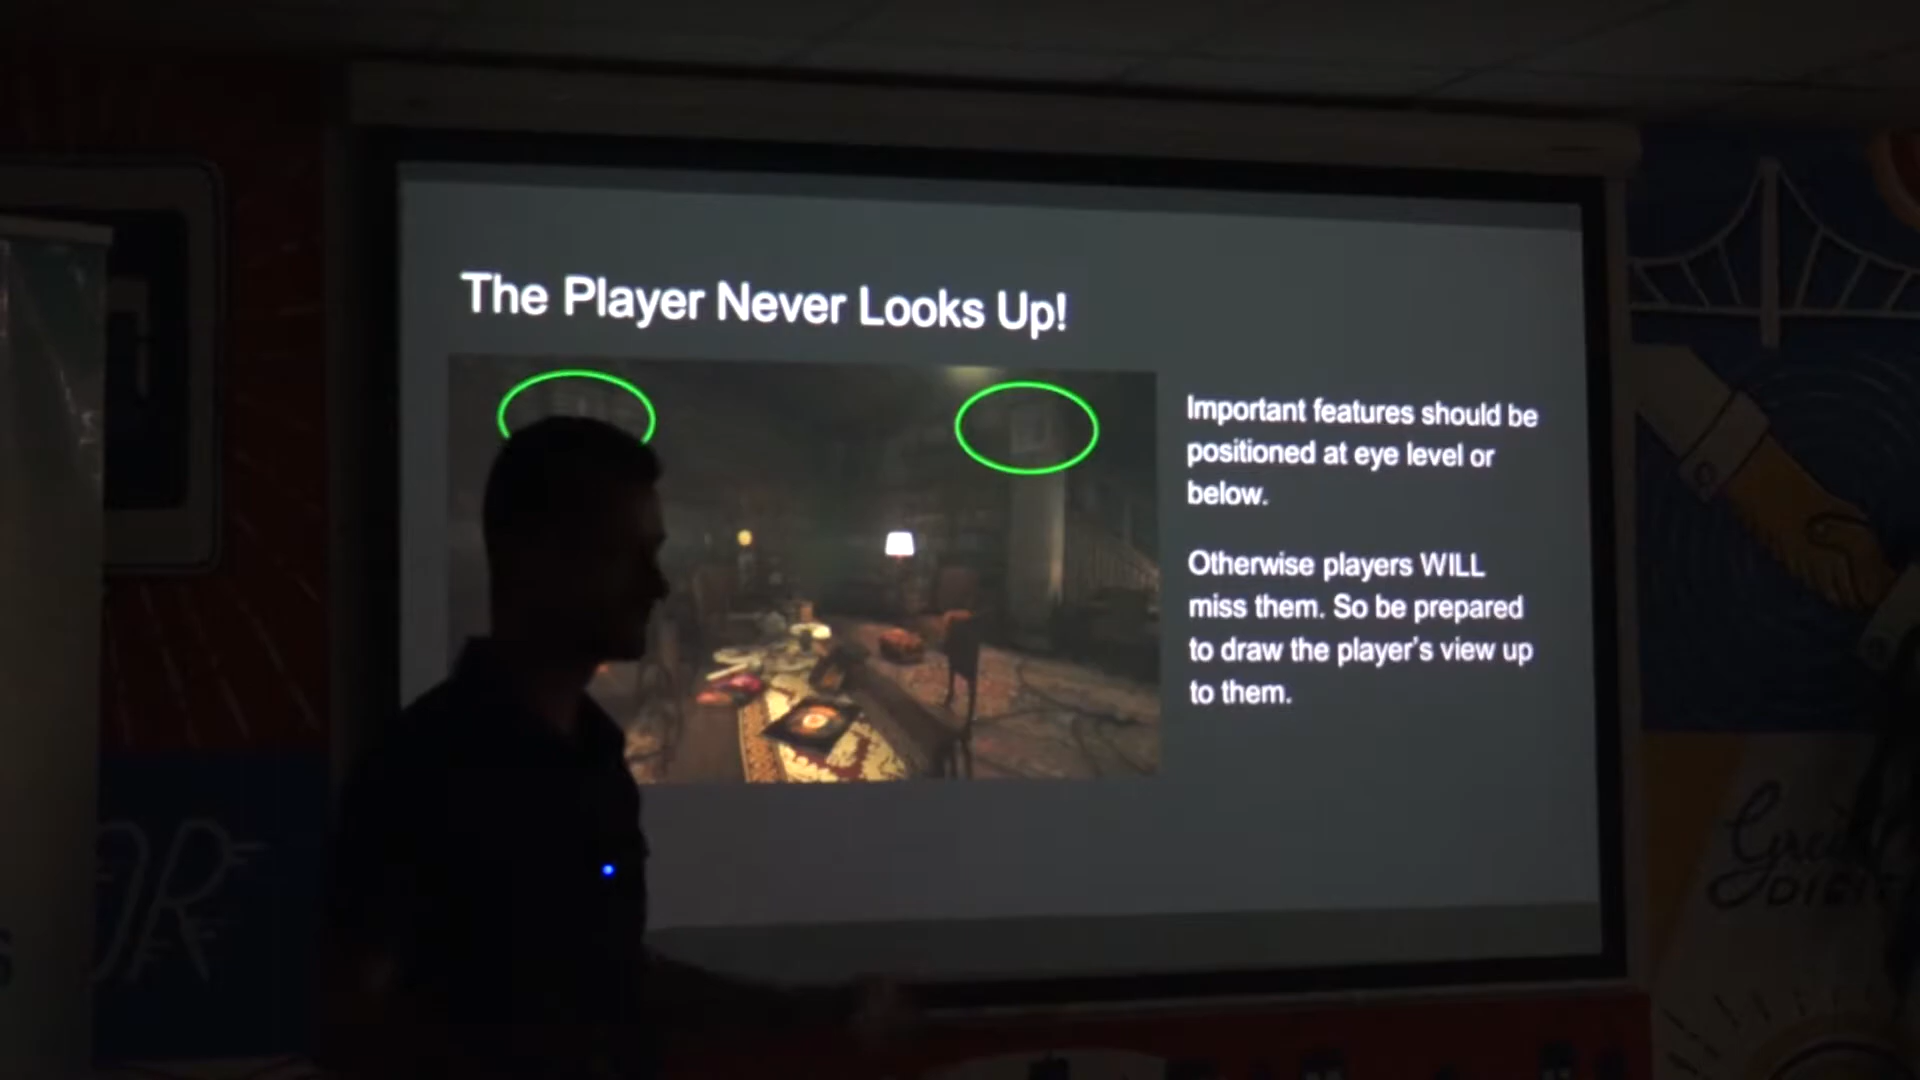 The Player Never Looks Up!
Important features should be
positioned at eye level or
below.
Otherwise players WILL
miss them. So be prepared
to draw the player's view up
to them.